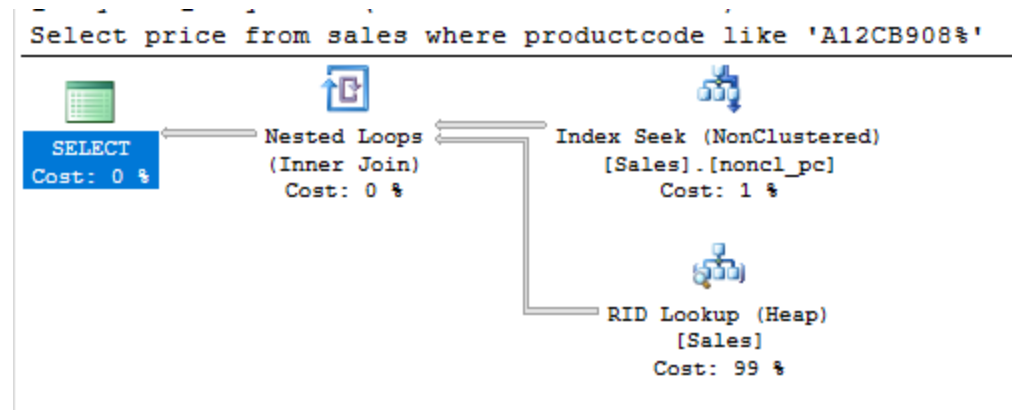 Select price from sales where productcode like 'A12CB908%'
SELECT
Cost: 0 %
Nested Loops
(Inner Join)
Cost: 0 %
Index Seek (NonClustered)
[Sales].[noncl_pc]
Cost: 1 %
RID Lookup (Heap)
[Sales]
Cost: 99 %